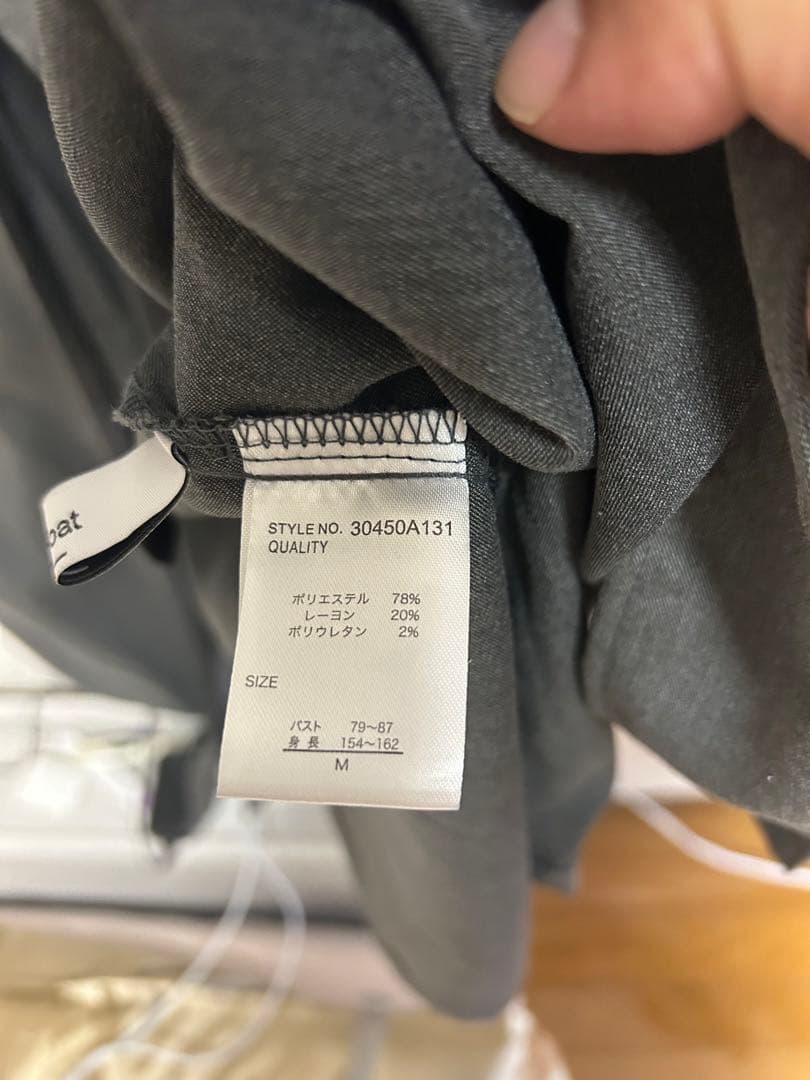 STYLE NO. 30450A131
QUALITY
ポリエステル 78%
レーヨン 20%
ポリウレタン 2%
SIZE
バスト 79~87
身長 154~162
M